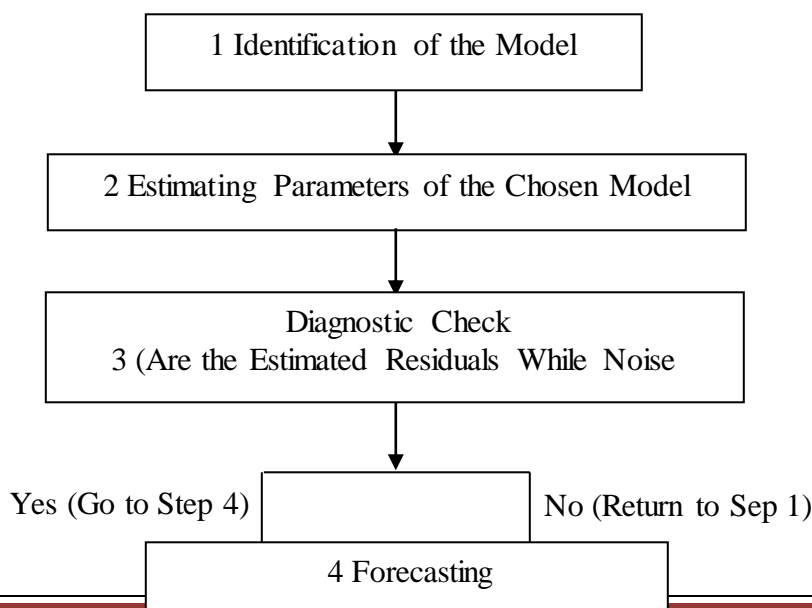 1 Identification of the Model
2 Estimating Parameters of the Chosen Model
Diagnostic Check
3 (Are the Estimated Residuals While Noise
Yes (Go to Step 4)
No (Return to Sep 1)
4 Forecasting